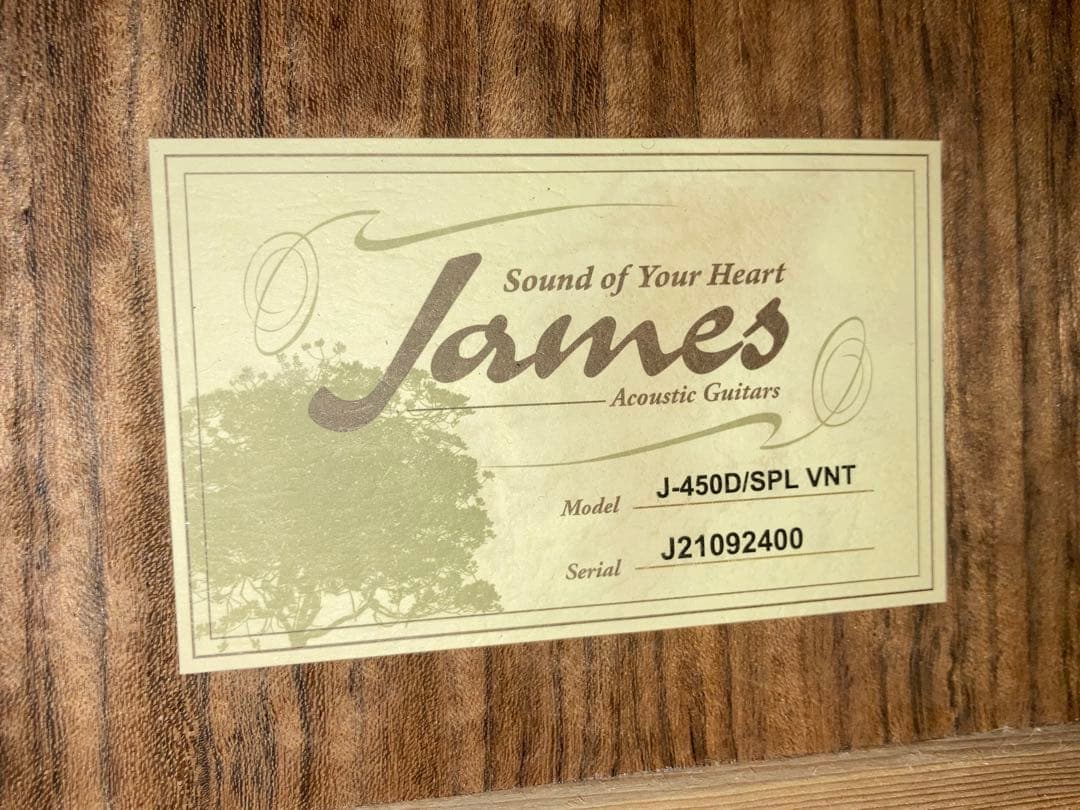 Sound of Your Heart
James
Acoustic Guitars
Model J-450D/SPL VNT
Serial J21092400